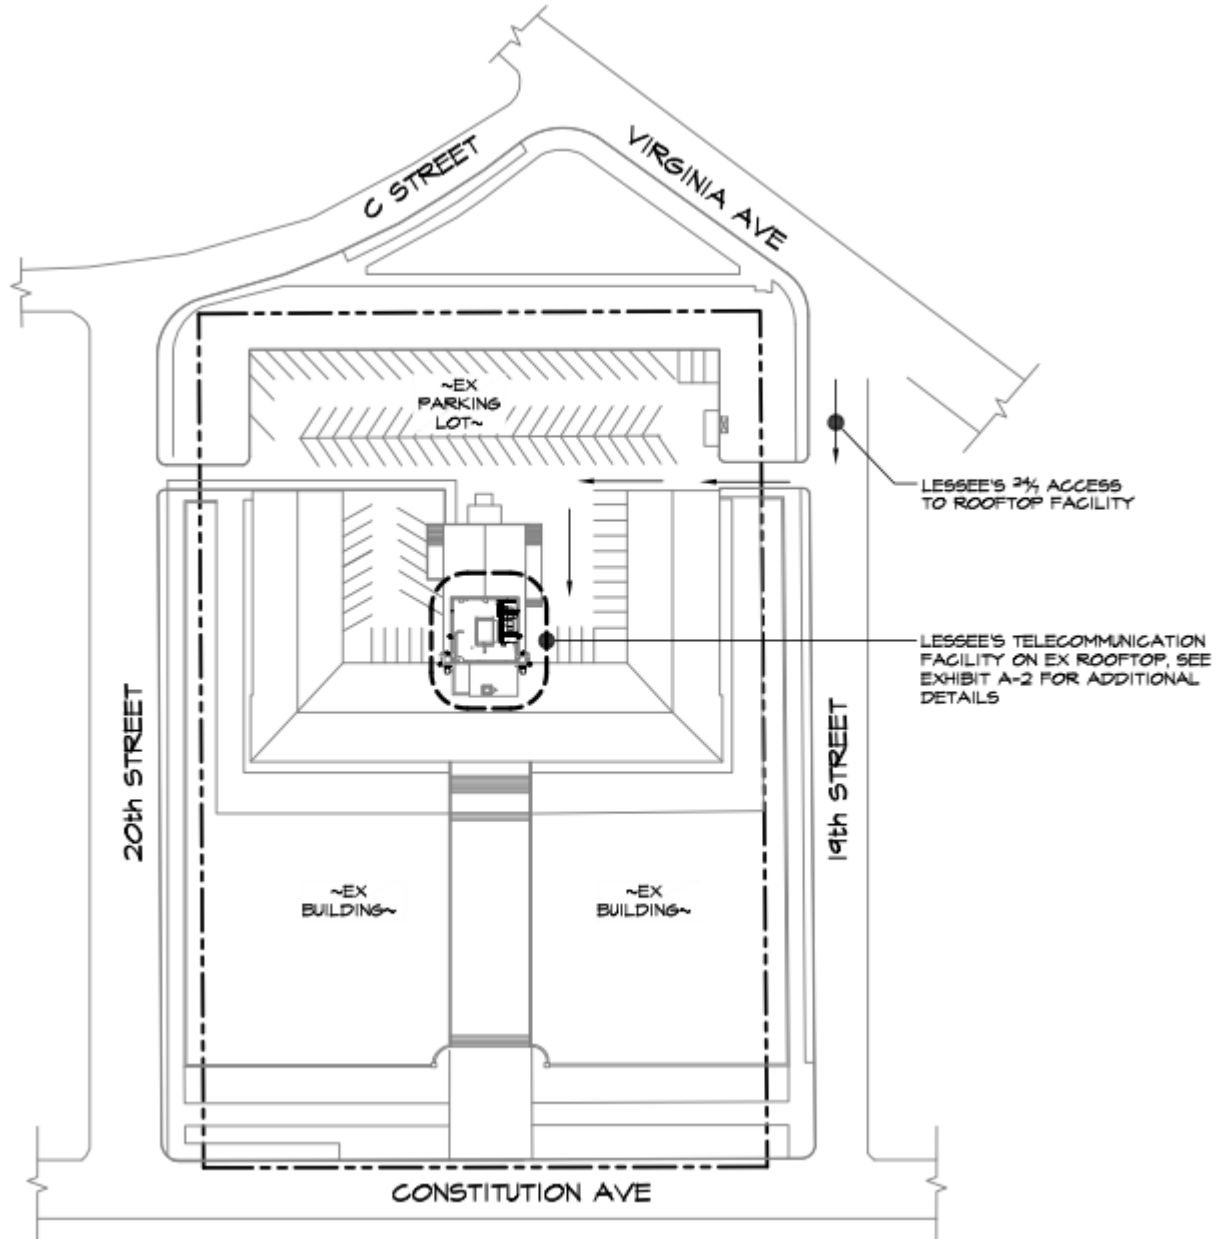 C STREET
VIRGINIA AVE
~EX
PARKING
LOT~
LESSEE'S 24/7 ACCESS
TO ROOFTOP FACILITY
LESSEE'S TELECOMMUNICATION
FACILITY ON EX ROOFTOP, SEE
EXHIBIT A-2 FOR ADDITIONAL
DETAILS
20th STREET
19th STREET
~EX
BUILDING~
~EX
BUILDING~
CONSTITUTION AVE